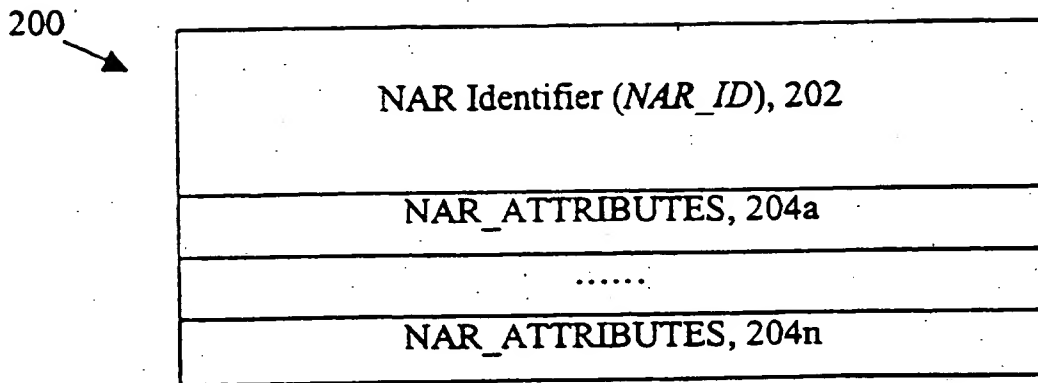 200
NAR Identifier (NAR_ID), 202
NAR_ATTRIBUTES, 204a
......
NAR_ATTRIBUTES, 204n